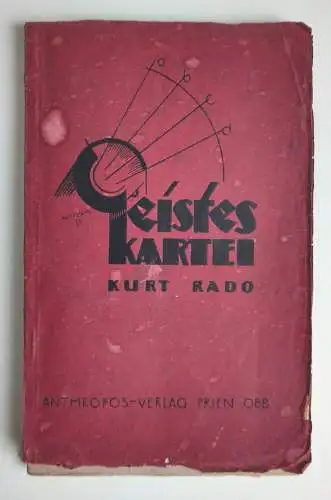 a
b
c
d
Geistes
KARTEI
KURT RADO
ANTHROPOS-VERLAG PRIEN OBB.